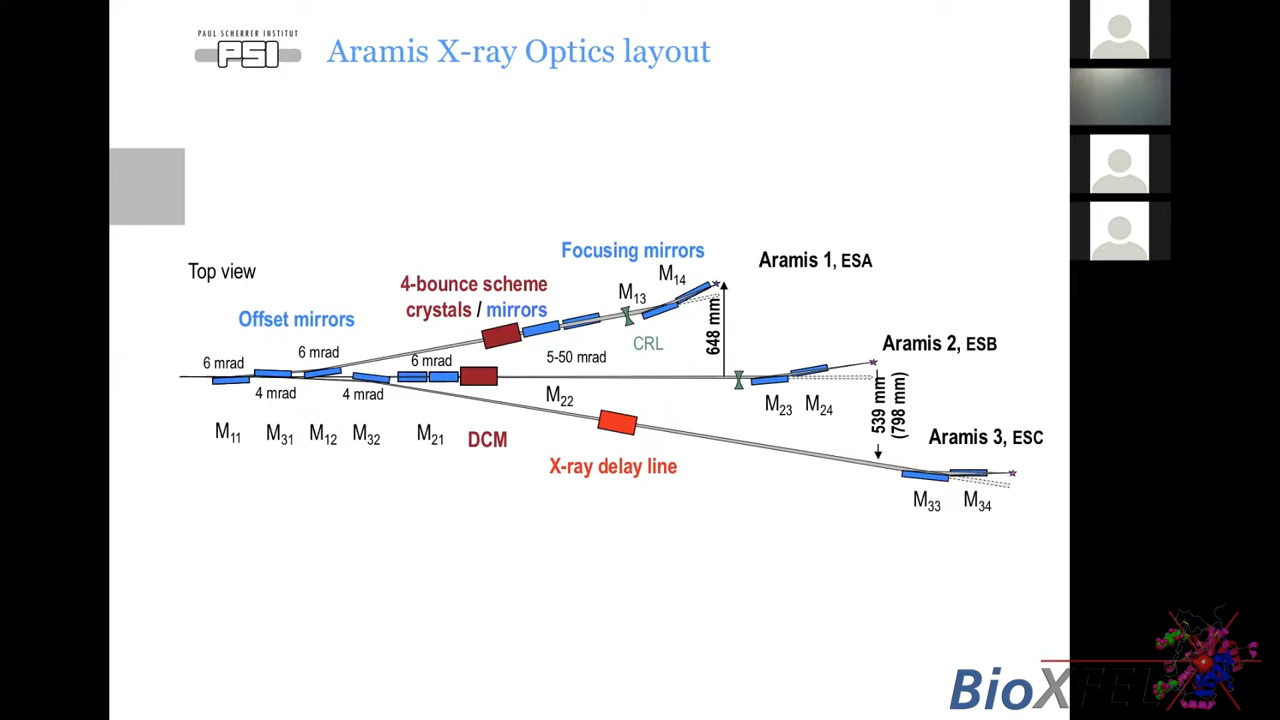 PAUL SCHERRER INSTITUT
PSI
Aramis X-ray Optics layout
Top view
Focusing mirrors
Aramis 1, ESA
4-bounce scheme
crystals / mirrors
M14
M13
Offset mirrors
CRL
648 mm
6 mrad
6 mrad
6 mrad
5-50 mrad
Aramis 2, ESB
4 mrad
4 mrad
M22
M23
M24
539 mm
(798 mm)
M11
M31
M12
M32
M21
DCM
Aramis 3, ESC
X-ray delay line
M33
M34
BioXFEL